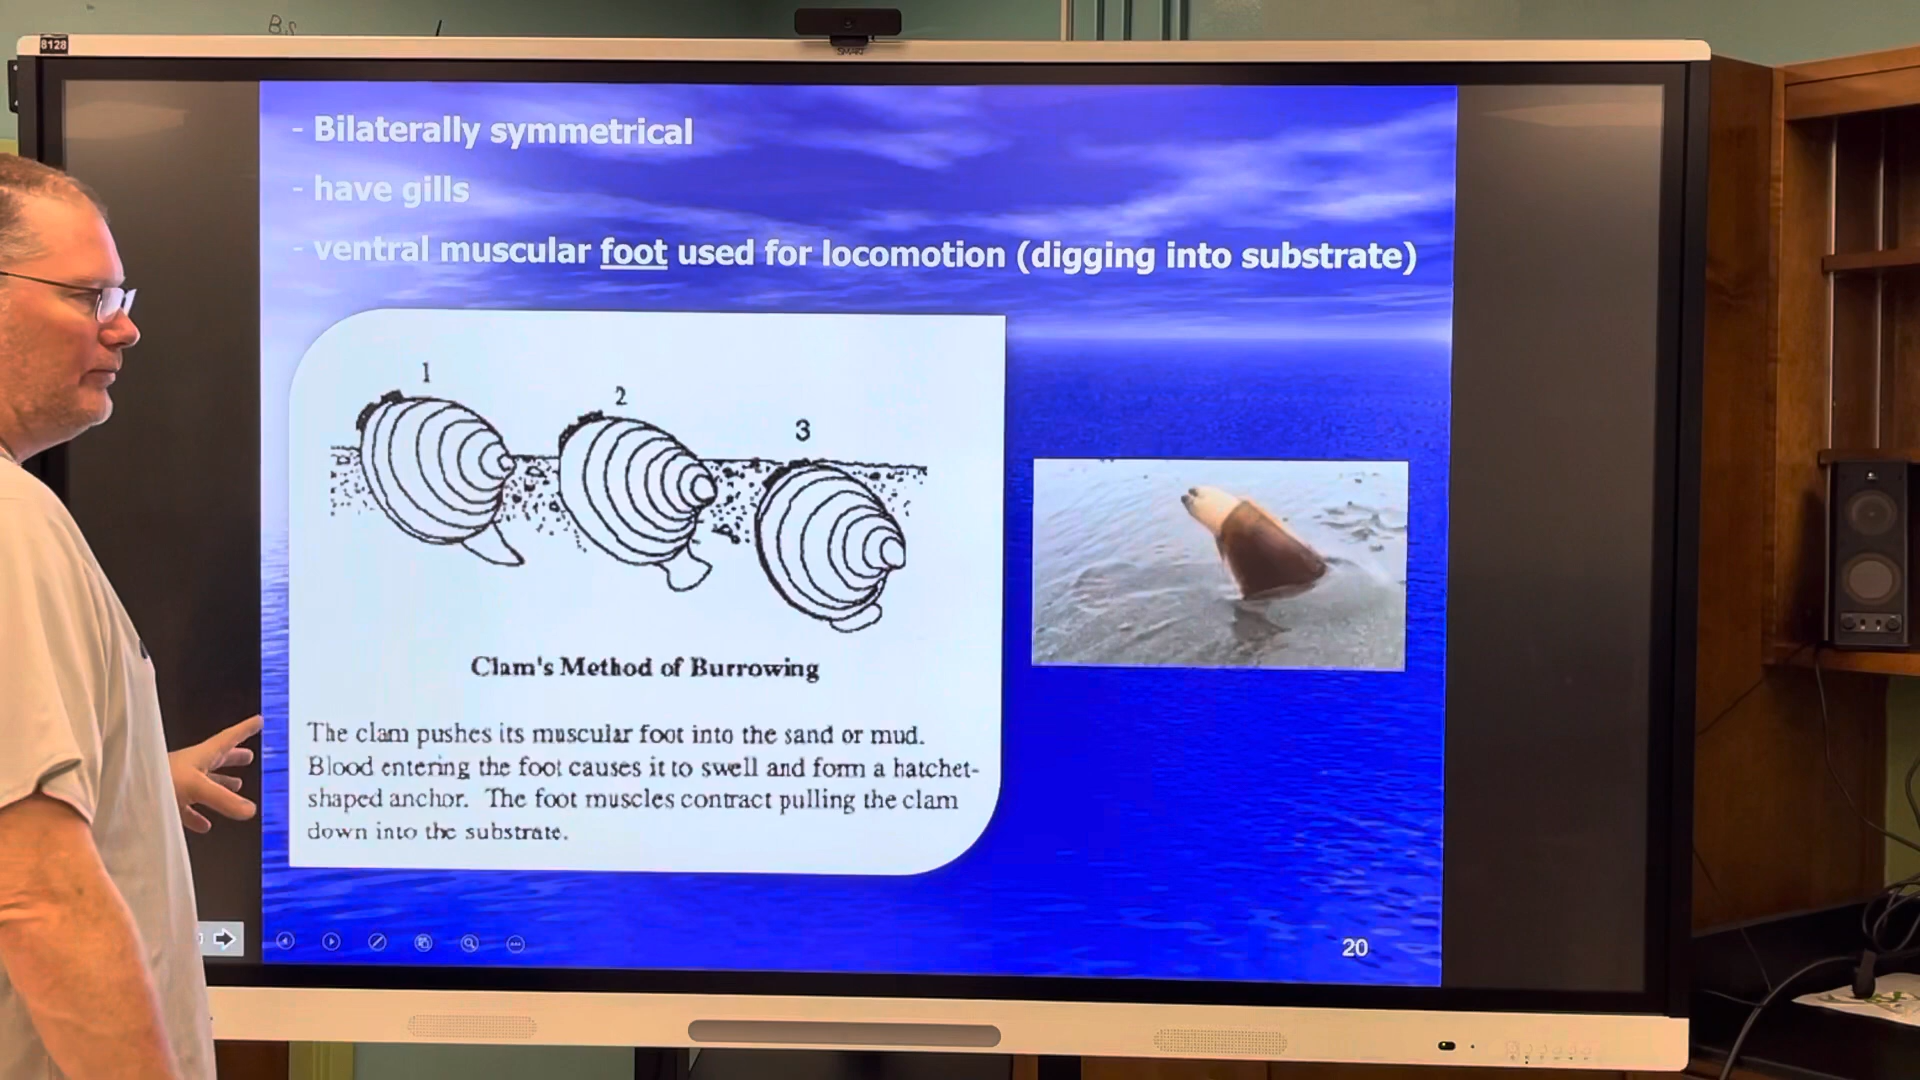 B.S
8128
SMART
- Bilaterally symmetrical
- have gills
- ventral muscular foot used for locomotion (digging into substrate)
1
2
3
Clam's Method of Burrowing
The clam pushes its muscular foot into the sand or mud.
Blood entering the foot causes it to swell and form a hatchet-
shaped anchor. The foot muscles contract pulling the clam
down into the substrate.
20